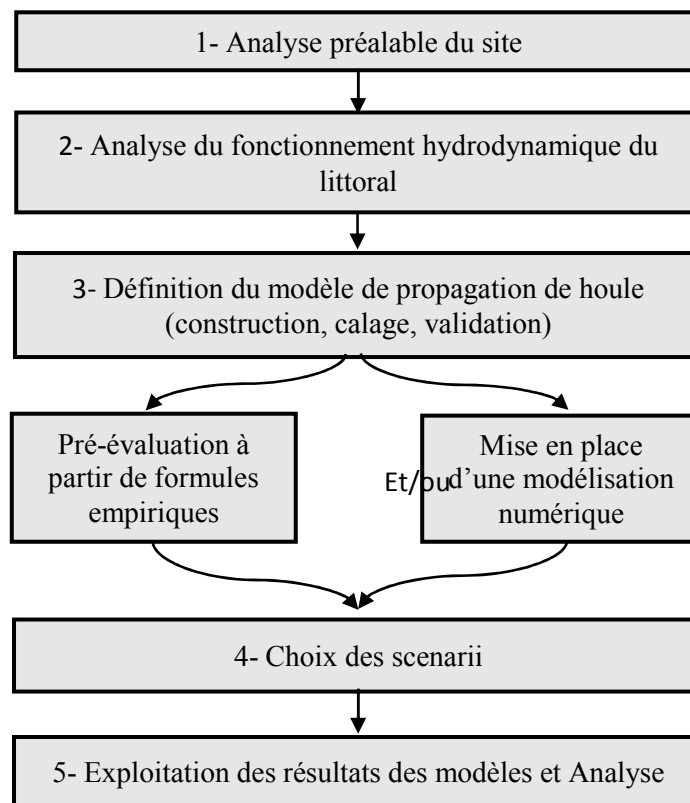 1- Analyse préalable du site
2- Analyse du fonctionnement hydrodynamique du
littoral
3- Définition du modèle de propagation de houle
(construction, calage, validation)
Pré-évaluation à
partir de formules
empiriques
Et/ou
Mise en place
d’une modélisation
numérique
4- Choix des scenarii
5- Exploitation des résultats des modèles et Analyse